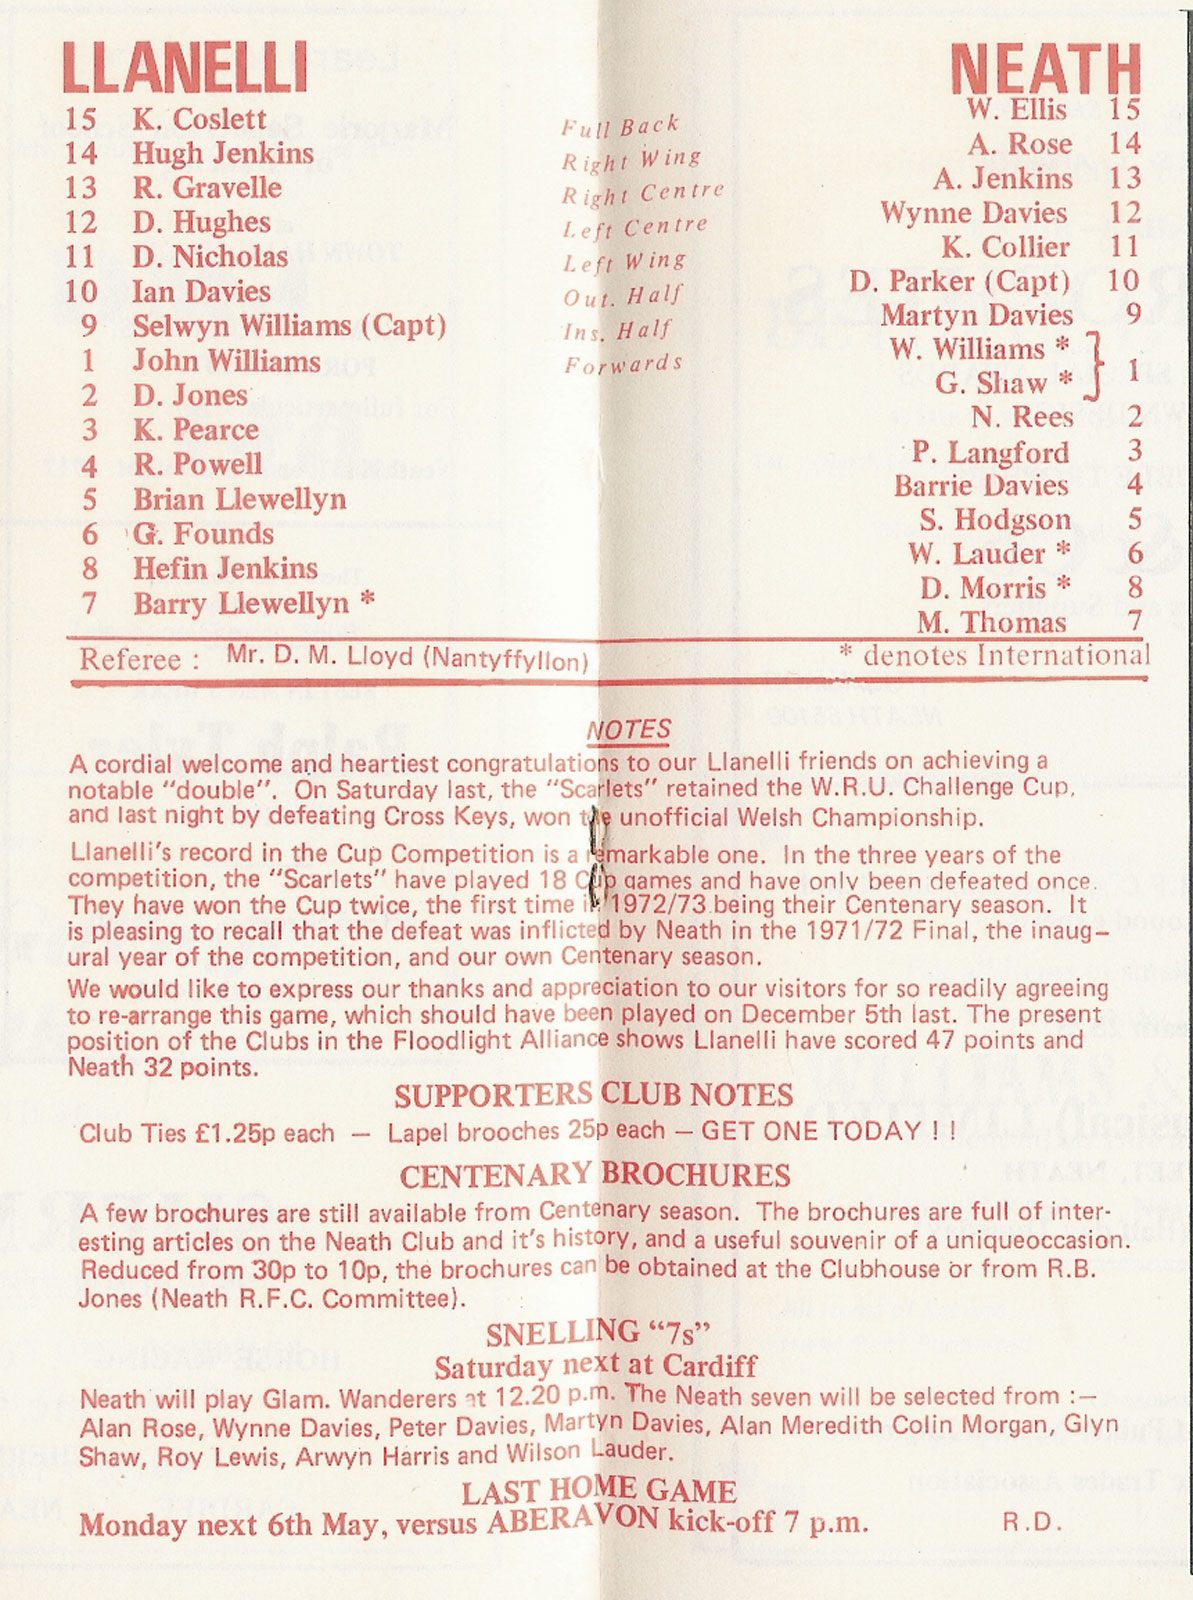 LLANELLI NEATH
15 K. Coslett Full Back W. Ellis 15
14 Hugh Jenkins Right Wing A. Rose 14
13 R. Gravelle Right Centre A. Jenkins 13
12 D. Hughes Left Centre Wynne Davies 12
11 D. Nicholas Left Wing K. Collier 11
10 Ian Davies Out. Half D. Parker (Capt) 10
9 Selwyn Williams (Capt) Ins. Half Martyn Davies 9
1 John Williams Forwards W. Williams * } 1
2 D. Jones G. Shaw *
3 K. Pearce N. Rees 2
4 R. Powell P. Langford 3
5 Brian Llewellyn Barrie Davies 4
6 G. Founds S. Hodgson 5
8 Hefin Jenkins W. Lauder * 6
7 Barry Llewellyn * D. Morris * 8
M. Thomas 7
Referee : Mr. D. M. Lloyd (Nantyffyllon) * denotes International
NOTES
A cordial welcome and heartiest congratulations to our Llanelli friends on achieving a
notable "double". On Saturday last, the "Scarlets" retained the W.R.U. Challenge Cup,
and last night by defeating Cross Keys, won the unofficial Welsh Championship.
Llanelli's record in the Cup Competition is a remarkable one. In the three years of the
competition, the "Scarlets" have played 18 Cup games and have only been defeated once.
They have won the Cup twice, the first time in 1972/73 being their Centenary season. It
is pleasing to recall that the defeat was inflicted by Neath in the 1971/72 Final, the inaug-
ural year of the competition, and our own Centenary season.
We would like to express our thanks and appreciation to our visitors for so readily agreeing
to re-arrange this game, which should have been played on December 5th last. The present
position of the Clubs in the Floodlight Alliance shows Llanelli have scored 47 points and
Neath 32 points.
SUPPORTERS CLUB NOTES
Club Ties £1.25p each — Lapel brooches 25p each — GET ONE TODAY ! !
CENTENARY BROCHURES
A few brochures are still available from Centenary season. The brochures are full of inter-
esting articles on the Neath Club and it's history, and a useful souvenir of a uniqueoccasion.
Reduced from 30p to 10p, the brochures can be obtained at the Clubhouse or from R.B.
Jones (Neath R.F.C. Committee).
SNELLING "7s"
Saturday next at Cardiff
Neath will play Glam. Wanderers at 12.20 p.m. The Neath seven will be selected from :—
Alan Rose, Wynne Davies, Peter Davies, Martyn Davies, Alan Meredith Colin Morgan, Glyn
Shaw, Roy Lewis, Arwyn Harris and Wilson Lauder.
LAST HOME GAME
Monday next 6th May, versus ABERAVON kick-off 7 p.m. R.D.